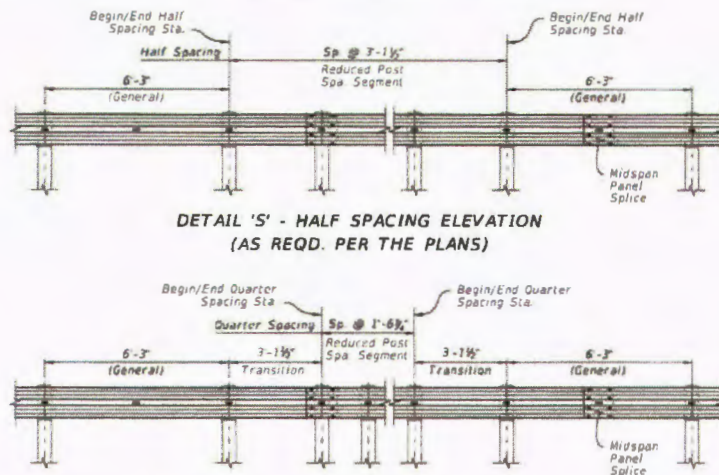 Begin/End Half
Spacing Sta.
Begin/End Half
Spacing Sta.
Half Spacing
Sp. @ 3'-1½"
Reduced Post
Spa. Segment
6'-3"
(General)
6'-3"
(General)
Midspan
Panel
Splice
DETAIL 'S' - HALF SPACING ELEVATION
(AS REQD. PER THE PLANS)
Begin/End Quarter
Spacing Sta
Begin/End Quarter
Spacing Sta.
Quarter Spacing
Sp. @ 1'-6¾"
Reduced Post
Spa. Segment
6'-3"
(General)
3'-1½"
Transition
3'-1½"
Transition
6'-3"
(General)
Midspan
Panel
Splice